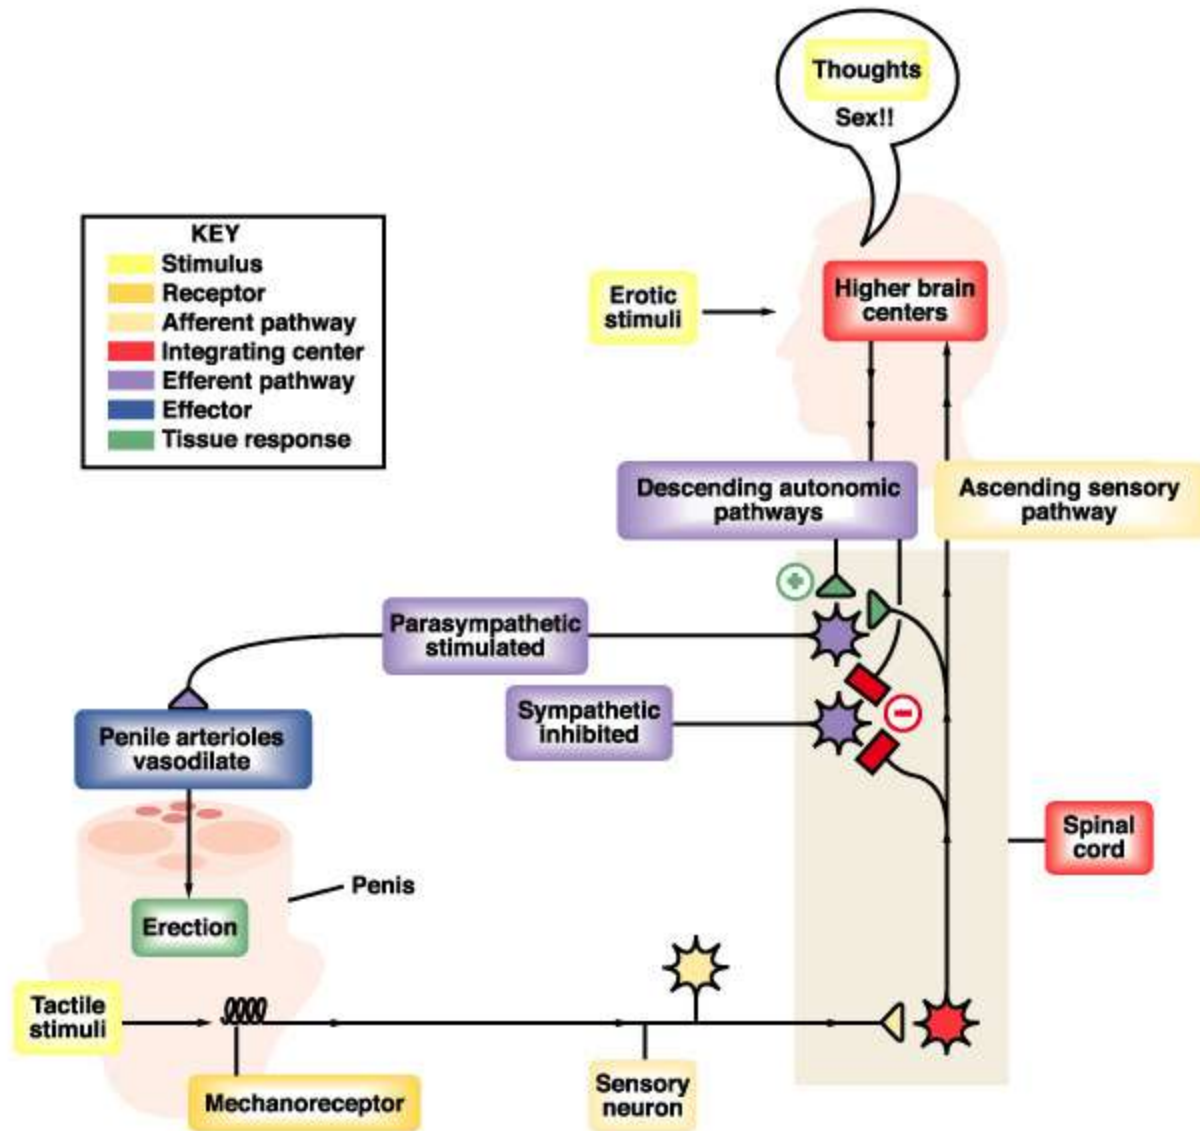 Thoughts
Sex!!
KEY
Stimulus
Receptor
Afferent pathway
Integrating center
Efferent pathway
Effector
Tissue response
Erotic
stimuli
Higher brain
centers
Descending autonomic
pathways
Ascending sensory
pathway
+
Parasympathetic
stimulated
Sympathetic
inhibited
−
Penile arterioles
vasodilate
Spinal
cord
Penis
Erection
Tactile
stimuli
Mechanoreceptor
Sensory
neuron